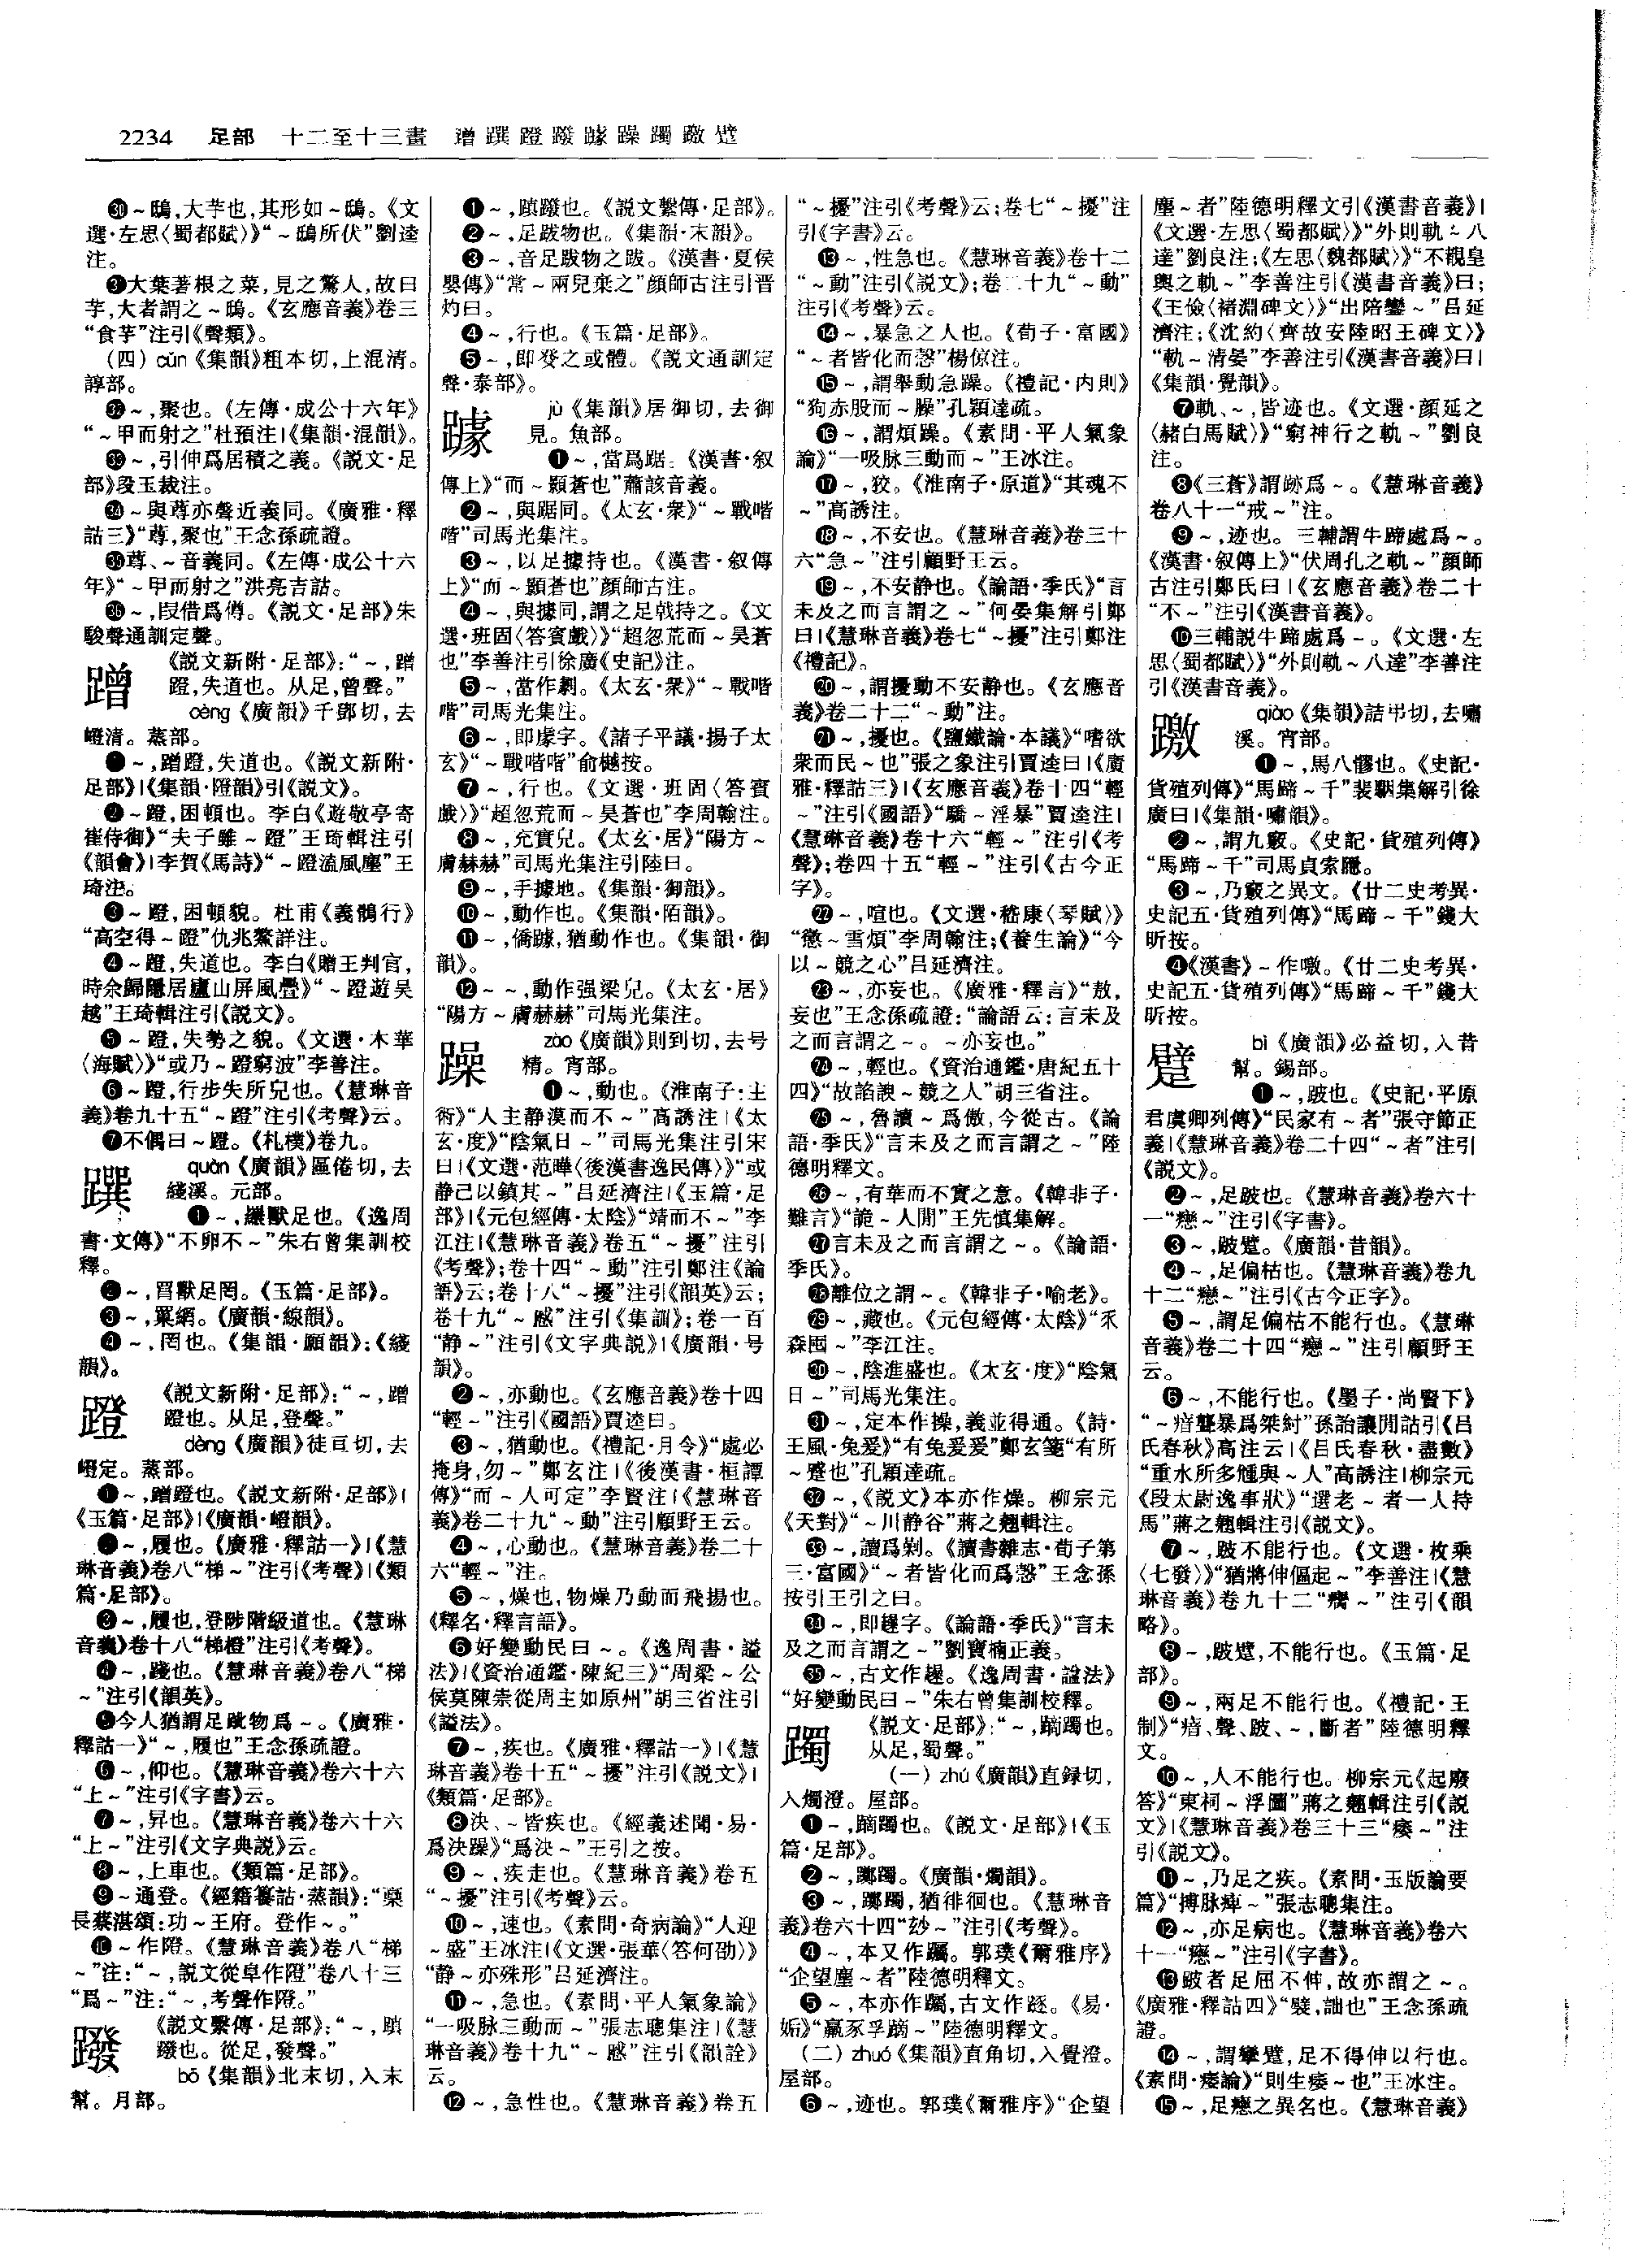 2234 足部 十二至十三畫 蹭蹼蹬蹳躆躁躅躈躄
㉚～鴟,大芋也,其形如～鴟。《文
選·左思〈蜀都賦〉》“～鴟所伏”劉逵
注。
大葉著根之菜,見之驚人,故曰
芋,大者謂之～鴟。《玄應音義》卷三
“食芋”注引《聲類》。
(四) cǔn《集韻》粗本切,上混清。
諄部。
㉜～,聚也。《左傳·成公十六年》
“～甲而射之”杜預注|《集韻·混韻》。
㉝～,引伸爲居積之義。《説文·足
部》段玉裁注。
㉞～與尊亦聲近義同。《廣雅·釋
詁三》“尊,聚也”王念孫疏證。
㉟尊、～音義同。《左傳·成公十六
年》“～甲而射之”洪亮吉詁。
㊱～,叚借爲僔。《説文·足部》朱
駿聲通訓定聲。
蹭 《説文新附·足部》:“～,蹭
蹬,失道也。从足,曾聲。”
cèng《廣韻》千鄧切,去
嶝清。蒸部。
❶～,蹭蹬,失道也。《説文新附·
足部》|《集韻·隥韻》引《説文》。
❷～蹬,困頓也。李白《遊敬亭寄
崔侍御》“夫子雖～蹬”王琦輯注引
《韻會》|李賀《馬詩》“～蹬溘風塵”王
琦注。
❸～蹬,困頓貌。杜甫《義鶻行》
“高空得～蹬”仇兆鰲詳注。
❹～蹬,失道也。李白《贈王判官,
時余歸隱居廬山屏風疊》“～蹬遊吴
越”王琦輯注引《説文》。
❺～蹬,失勢之貌。《文選·木華
〈海賦〉》“或乃～蹬窮波”李善注。
❻～蹬,行步失所皃也。《慧琳音
義》卷九十五“～蹬”注引《考聲》云。
❼不偶曰～蹬。《札樸》卷九。
quàn《廣韻》區倦切,去
綫溪。元部。
❶～,纙獸足也。《逸周
書·文傳》“不卵不～”朱右曾集訓校
釋。
❷～,罥獸足罔。《玉篇·足部》。
❸～,罤網。《廣韻·線韻》。
❹～,罔也。《集韻·願韻》;《綫
韻》。
蹬 《説文新附·足部》:“～,蹭
蹬也。从足,登聲。”
dèng《廣韻》徒亘切,去
嶝定。蒸部。
❶～,蹭蹬也。《説文新附·足部》|
《玉篇·足部》|《廣韻·嶝韻》。
❷～,履也。《廣雅·釋詁一》|《慧
琳音義》卷八“梯～”注引《考聲》|《類
篇·足部》。
❸～,履也,登陟階級道也。《慧琳
音義》卷十八“梯橙”注引《考聲》。
❹～,踐也。《慧琳音義》卷八“梯
～”注引《韻英》。
❺今人猶謂足跐物爲～。《廣雅·
釋詁一》“～,履也”王念孫疏證。
❻～,仰也。《慧琳音義》卷六十六
“上～”注引《字書》云。
❼～,昇也。《慧琳音義》卷六十六
“上～”注引《文字典説》云。
❽～,上車也。《類篇·足部》。
❾～通登。《經籍籑詁·蒸韻》:“稾
長蔡湛頌:功～王府。登作～。”
❿～作隥。《慧琳音義》卷八“梯
～”注:“～,説文從阜作隥”卷八十三
“爲～”注:“～,考聲作隥。”
蹳 《説文繫傳·足部》:“～,蹎
蹳也。從足,發聲。”
bō《集韻》北末切,入末
幫。月部。
❶～,蹎蹳也。《説文繫傳·足部》。
❷～,足跋物也。《集韻·末韻》。
❸～,音足跋物之跋。《漢書·夏侯
嬰傳》“常～兩兒棄之”顔師古注引晋
灼曰。
❹～,行也。《玉篇·足部》。
❺～,即癹之或體。《説文通訓定
聲·泰部》。
躆 jù《集韻》居御切,去御
見。魚部。
❶～,當爲踞。《漢書·叙
傳上》“而～顥蒼也”蕭該音義。
❷～,與踞同。《太玄·衆》“～戰喈
喈”司馬光集注。
❸～,以足據持也。《漢書·叙傳
上》“而～顥蒼也”顔師古注。
❹～,與據同,謂之足戟持之。《文
選·班固〈答賓戲〉》“超忽荒而～昊蒼
也”李善注引徐廣《史記》注。
❺～,當作劇。《太玄·衆》“～戰喈
喈”司馬光集注。
❻～,即豦字。《諸子平議·揚子太
玄》“～戰喈喈”俞樾按。
❼～,行也。《文選·班固〈答賓
戲〉》“超忽荒而～昊蒼也”李周翰注。
❽～,充實皃。《太玄·居》“陽方～
膚赫赫”司馬光集注引陸曰。
❾～,手據地。《集韻·御韻》。
❿～,動作也。《集韻·陌韻》。
⓫～,僑躆,猶動作也。《集韻·御
韻》。
⓬～～,動作强梁皃。《太玄·居》
“陽方～膚赫赫”司馬光集注。
躁 zào《廣韻》則到切,去号
精。宵部。
❶～,動也。《淮南子·主
術》“人主静漠而不～”高誘注|《太
玄·度》“陰氣日～”司馬光集注引宋
曰|《文選·范曄〈後漢書逸民傳〉》“或
静己以鎮其～”吕延濟注|《玉篇·足
部》|《元包經傳·太陰》“靖而不～”李
江注|《慧琳音義》卷五“～擾”注引
《考聲》;卷十四“～動”注引鄭注《論
語》云;卷十八“～擾”注引《韻英》云;
卷十九“～慼”注引《集訓》;卷一百
“静～”注引《文字典説》|《廣韻·号
韻》。
❷～,亦動也。《玄應音義》卷十四
“輕～”注引《國語》賈逵曰。
❸～,猶動也。《禮記·月令》“處必
掩身,勿～”鄭玄注|《後漢書·桓譚
傳》“而～人可定”李賢注|《慧琳音
義》卷二十九“～動”注引顧野王云。
❹～,心動也。《慧琳音義》卷二十
六“輕～”注。
❺～,燥也,物燥乃動而飛揚也。
《釋名·釋言語》。
❻好變動民曰～。《逸周書·謚
法》|《資治通鑑·陳紀三》“周梁～公
侯莫陳崇從周主如原州”胡三省注引
《謚法》。
❼～,疾也。《廣雅·釋詁一》|《慧
琳音義》卷十五“～擾”注引《説文》|
《類篇·足部》。
❽決、～皆疾也。《經義述聞·易·
爲決躁》“爲決～”王引之按。
❾～,疾走也。《慧琳音義》卷五
“～擾”注引《考聲》云。
❿～,速也。《素問·奇病論》“人迎
～盛”王冰注|《文選·張華〈答何劭〉》
“静～亦殊形”吕延濟注。
⓫～,急也。《素問·平人氣象論》
“一吸脉三動而～”張志聰集注|《慧
琳音義》卷十九“～慼”注引《韻詮》
云。
⓬～,急性也。《慧琳音義》卷五
“～擾”注引《考聲》云;卷七“～擾”注
引《字書》云。
⓭～,性急也。《慧琳音義》卷十二
“～動”注引《説文》;卷二十九“～動”
注引《考聲》云。
⓮～,暴急之人也。《荀子·富國》
“～者皆化而愨”楊倞注。
⓯～,謂舉動急躁。《禮記·内則》
“狗赤股而～臊”孔穎達疏。
⓰～,謂煩躁。《素問·平人氣象
論》“一吸脉三動而～”王冰注。
⓱～,狡。《淮南子·原道》“其魂不
～”高誘注。
⓲～,不安也。《慧琳音義》卷三十
六“急～”注引顧野王云。
⓳～,不安静也。《論語·季氏》“言
未及之而言謂之～”何晏集解引鄭
曰|《慧琳音義》卷七“～擾”注引鄭注
《禮記》。
⓴～,謂擾動不安静也。《玄應音
義》卷二十二“～動”注。
㉑～,擾也。《鹽鐵論·本議》“嗜欲
衆而民～也”張之象注引賈逵曰|《廣
雅·釋詁三》|《玄應音義》卷十四“輕
～”注引《國語》“驕～淫暴”賈逵注|
《慧琳音義》卷十六“輕～”注引《考
聲》;卷四十五“輕～”注引《古今正
字》。
㉒～,喧也。《文選·嵇康〈琴賦〉》
“懲～雪煩”李周翰注;《養生論》“今
以～競之心”吕延濟注。
㉓～,亦妄也。《廣雅·釋言》“敖,
妄也”王念孫疏證:“論語云:言未及
之而言謂之～。～亦妄也。”
㉔～,輕也。《資治通鑑·唐紀五十
四》“故諂諛～競之人”胡三省注。
㉕～,魯讀～爲傲,今從古。《論
語·季氏》“言未及之而言謂之～”陸
德明釋文。
㉖～,有華而不實之意。《韓非子·
難言》“詭～人閒”王先慎集解。
㉗言未及之而言謂之～。《論語·
季氏》。
㉘離位之謂～。《韓非子·喻老》。
㉙～,藏也。《元包經傳·太陰》“禾
森囮～”李江注。
㉚～,陰進盛也。《太玄·度》“陰氣
日～”司馬光集注。
㉛～,定本作操,義並得通。《詩·
王風·兔爰》“有兔爰爰”鄭玄箋“有所
～蹙也”孔穎達疏。
㉜～,《説文》本亦作燥。柳宗元
《天對》“～川静谷”蔣之翹輯注。
㉝～,讀爲剿。《讀書雜志·荀子第
三·富國》“～者皆化而爲愨”王念孫
按引王引之曰。
㉞～,即趮字。《論語·季氏》“言未
及之而言謂之～”劉寶楠正義。
㉟～,古文作趮。《逸周書·謚法》
“好變動民曰～”朱右曾集訓校釋。
躅 《説文·足部》:“～,蹢躅也。
从足,蜀聲。”
(一) zhú《廣韻》直録切,
入燭澄。屋部。
❶～,蹢躅也。《説文·足部》|《玉
篇·足部》。
❷～,躑躅。《廣韻·燭韻》。
❸～,躑躅,猶徘徊也。《慧琳音
義》卷六十四“趁～”注引《考聲》。
❹～,本又作躅。郭璞《爾雅序》
“企望塵～者”陸德明釋文。
❺～,本亦作躅,古文作𨅔。《易·
姤》“羸豕孚蹢～”陸德明釋文。
(二) zhuó《集韻》直角切,入覺澄。
屋部。
❻～,迹也。郭璞《爾雅序》“企望
塵～者”陸德明釋文引《漢書音義》|
《文選·左思〈蜀都賦〉》“外則軌～八
達”劉良注;《左思〈魏都賦〉》“不覩皇
輿之軌～”李善注引《漢書音義》曰;
《王儉〈褚淵碑文〉》“出陪鑾～”吕延
濟注;《沈約〈齊故安陸昭王碑文〉》
“軌～清晏”李善注引《漢書音義》曰|
《集韻·覺韻》。
❼軌、～,皆迹也。《文選·顔延之
〈赭白馬賦〉》“窮神行之軌～”劉良
注。
❽《三蒼》謂跡爲～。《慧琳音義》
卷八十一“戒～”注。
❾～,迹也。三輔謂牛蹄處爲～。
《漢書·叙傳上》“伏周孔之軌～”顔師
古注引鄭氏曰|《玄應音義》卷二十
“不～”注引《漢書音義》。
❿三輔説牛蹄處爲～。《文選·左
思〈蜀都賦〉》“外則軌～八達”李善注
引《漢書音義》。
躈 qiào《集韻》詰弔切,去嘯
溪。宵部。
❶～,馬八髎也。《史記·
貨殖列傳》“馬蹄～千”裴駰集解引徐
廣曰|《集韻·嘯韻》。
❷～,謂九竅。《史記·貨殖列傳》
“馬蹄～千”司馬貞索隱。
❸～,乃竅之異文。《廿二史考異·
史記五·貨殖列傳》“馬蹄～千”錢大
昕按。
❹《漢書》～作噭。《廿二史考異·
史記五·貨殖列傳》“馬蹄～千”錢大
昕按。
躄 bì《廣韻》必益切,入昔
幫。錫部。
❶～,跛也。《史記·平原
君虞卿列傳》“民家有～者”張守節正
義|《慧琳音義》卷二十四“～者”注引
《説文》。
❷～,足跛也。《慧琳音義》卷六十
一“戀～”注引《字書》。
❸～,跛躄。《廣韻·昔韻》。
❹～,足偏枯也。《慧琳音義》卷九
十二“戀～”注引《古今正字》。
❺～,謂足偏枯不能行也。《慧琳
音義》卷二十四“癴～”注引顧野王
云。
❻～,不能行也。《墨子·尚賢下》
“～瘖聾暴爲桀紂”孫詒讓閒詁引《吕
氏春秋》高注云|《吕氏春秋·盡數》
“重水所多尰與～人”高誘注|柳宗元
《段太尉逸事狀》“選老～者一人持
馬”蔣之翹輯注引《説文》。
❼～,跛不能行也。《文選·枚乘
〈七發〉》“猶將伸傴起～”李善注|《慧
琳音義》卷九十二“癵～”注引《韻
略》。
❽～,跛躄,不能行也。《玉篇·足
部》。
❾～,兩足不能行也。《禮記·王
制》“瘖、聾、跛、～,斷者”陸德明釋
文。
❿～,人不能行也。柳宗元《起廢
答》“東祠～浮圖”蔣之翹輯注引《説
文》|《慧琳音義》卷三十三“痿～”注
引《説文》。
⓫～,乃足之疾。《素問·玉版論要
篇》“搏脉痺～”張志聰集注。
⓬～,亦足病也。《慧琳音義》卷六
十一“癴～”注引《字書》。
⓭跛者足屈不伸,故亦謂之～。
《廣雅·釋詁四》“躄,詘也”王念孫疏
證。
⓮～,謂攣躄,足不得伸以行也。
《素問·痿論》“則生痿～也”王冰注。
⓯～,足癴之異名也。《慧琳音義》